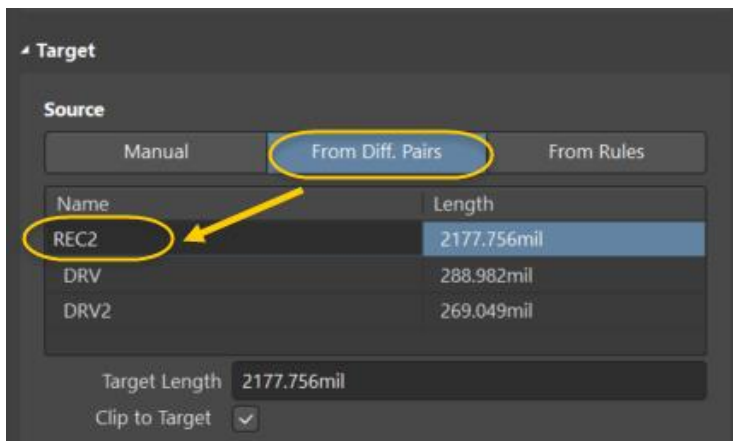 Target
Source
Manual From Diff. Pairs From Rules
Name Length
REC2 2177.756mil
DRV 288.982mil
DRV2 269.049mil
Target Length 2177.756mil
Clip to Target